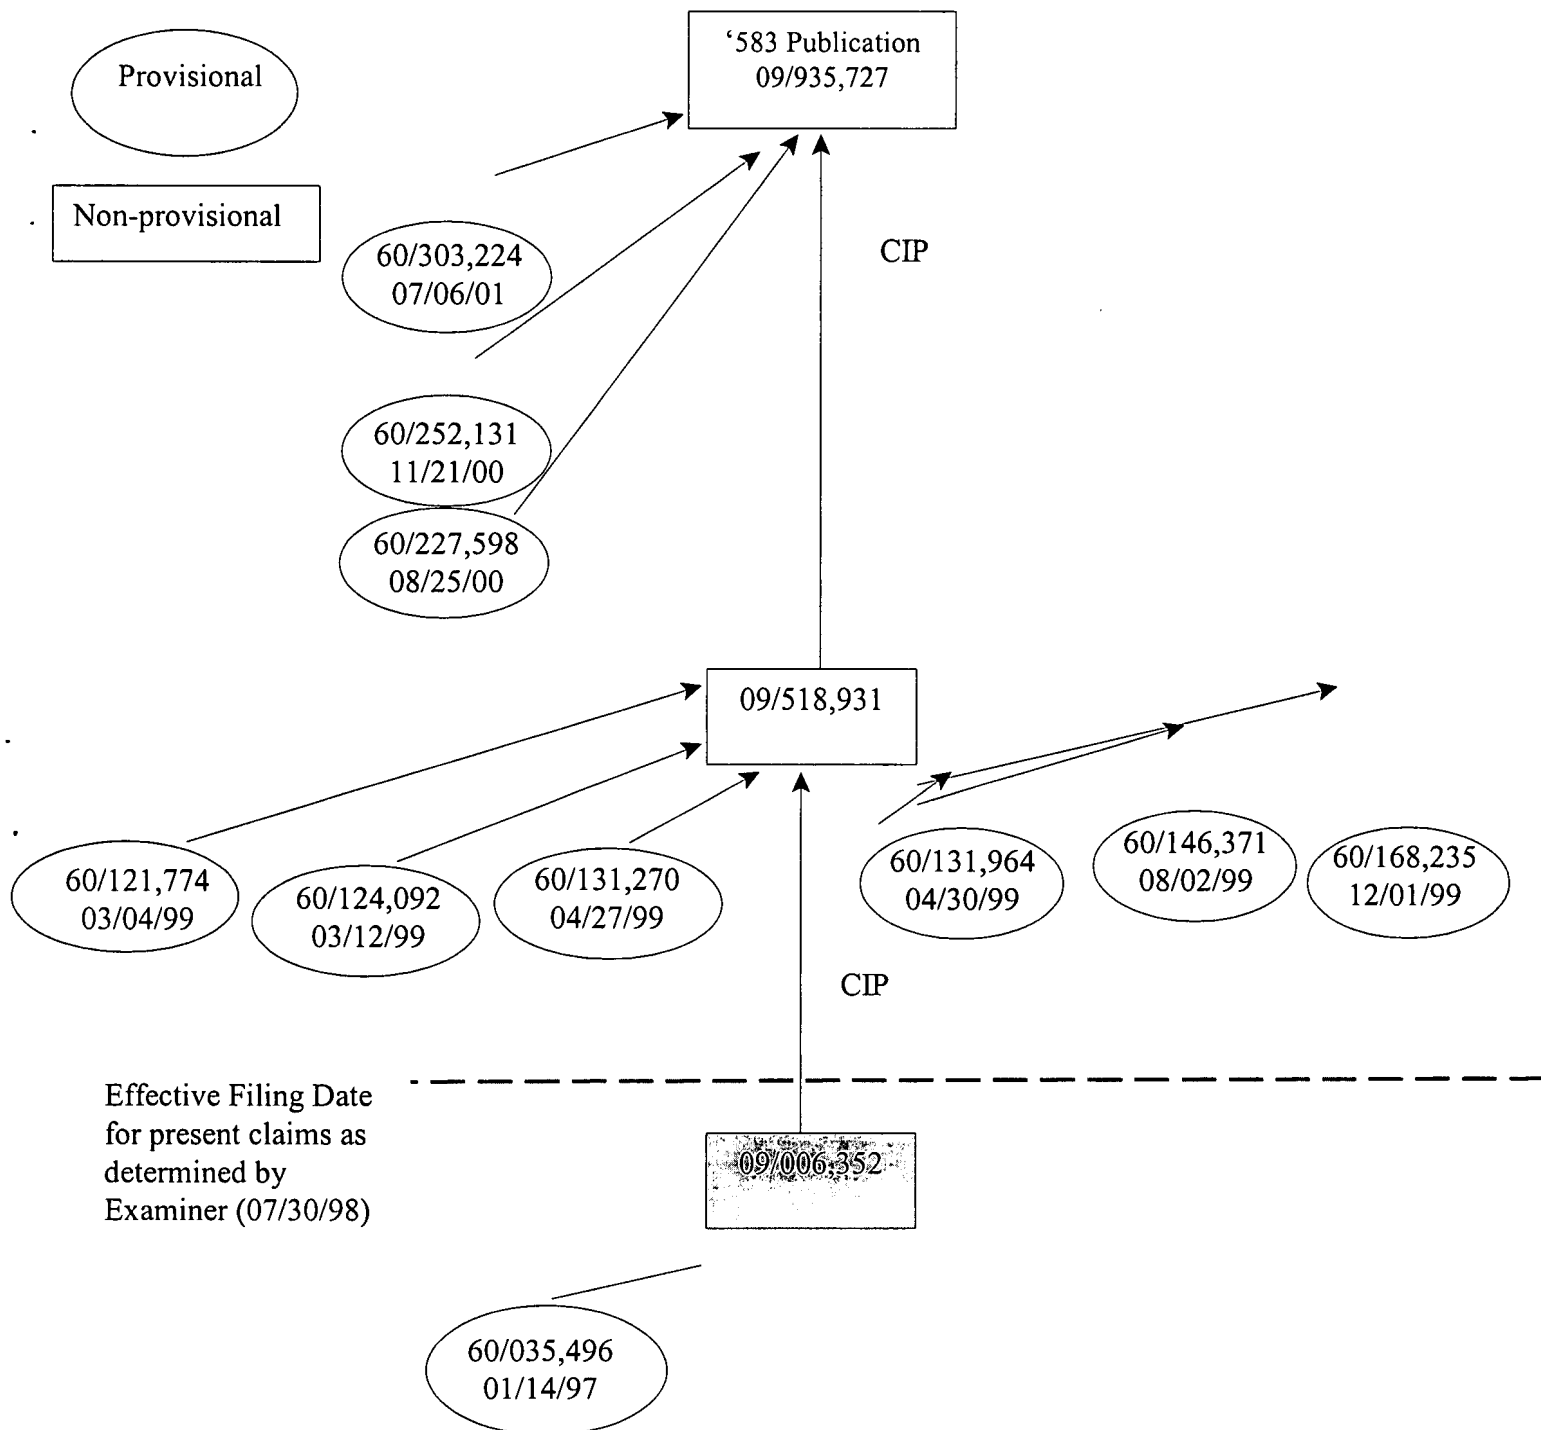 ‘583 Publication
09/935,727
Provisional
Non-provisional
60/303,224
07/06/01
CIP
60/252,131
11/21/00
60/227,598
08/25/00
09/518,931
60/121,774
03/04/99
60/124,092
03/12/99
60/131,270
04/27/99
60/131,964
04/30/99
60/146,371
08/02/99
60/168,235
12/01/99
CIP
Effective Filing Date
for present claims as
determined by
Examiner (07/30/98)
09/006,352
60/035,496
01/14/97